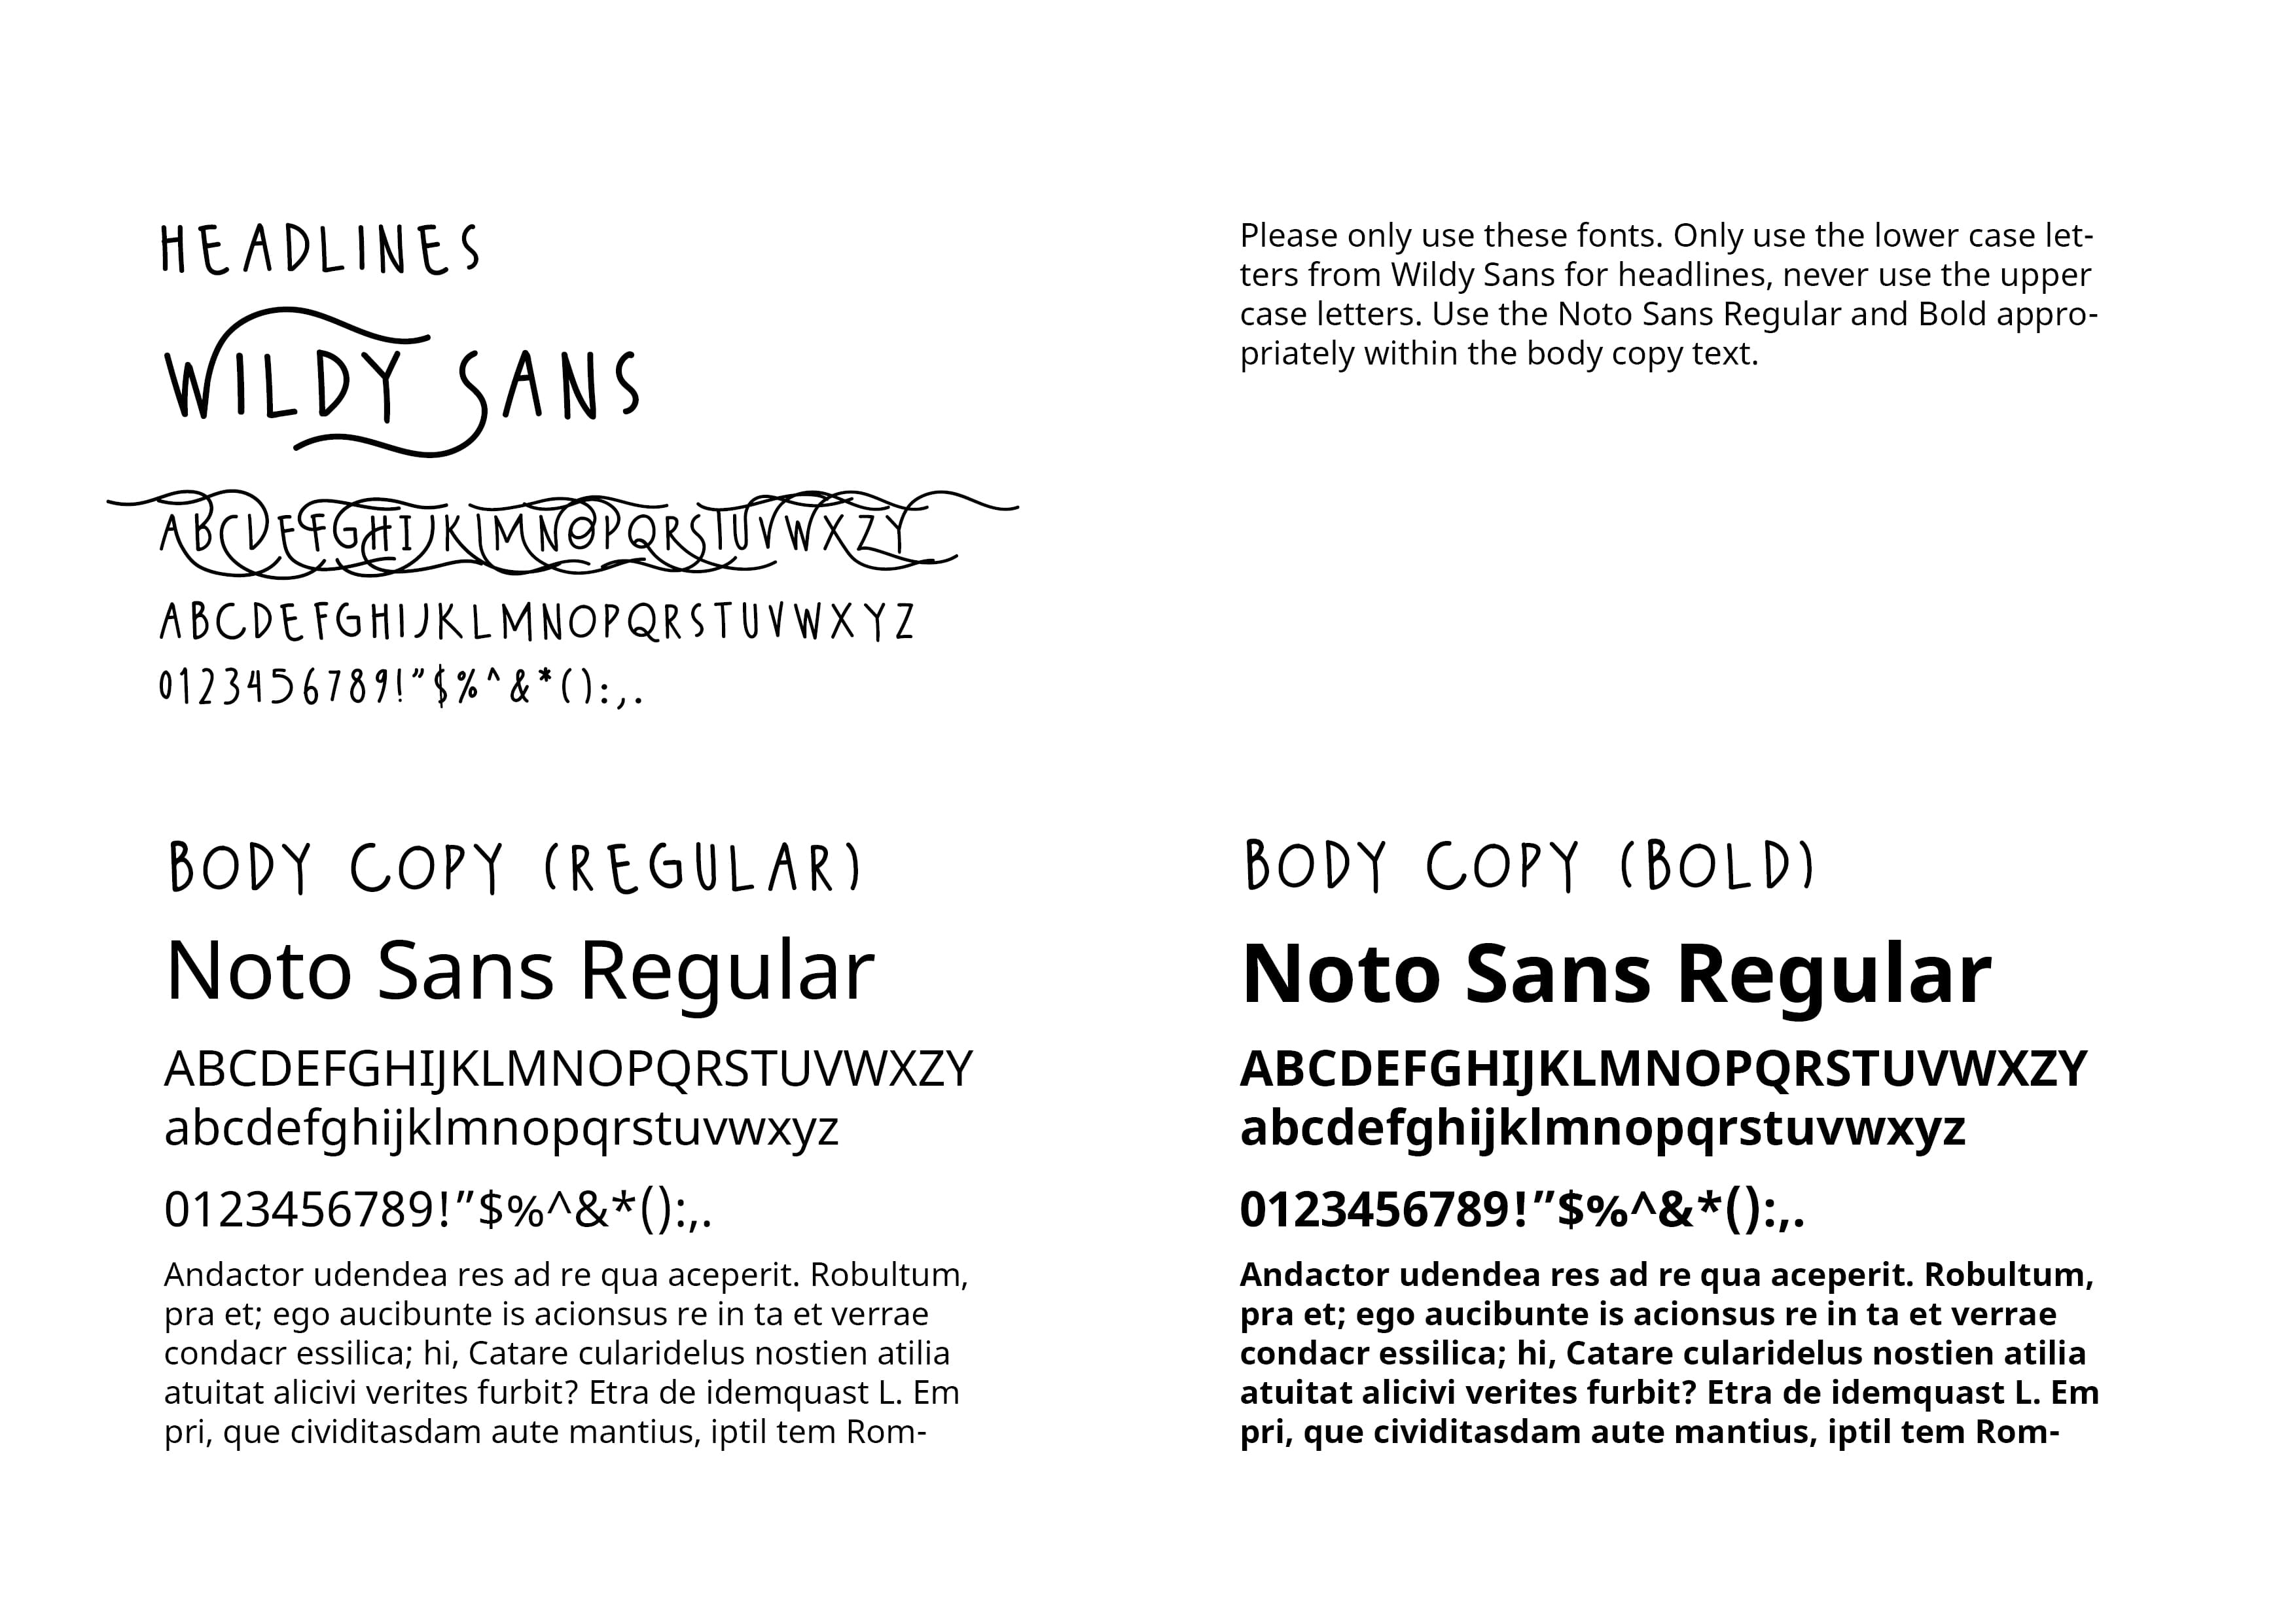 HEADLINES
WILDY SANS
ABCDEFGHIJKLMNOPQRSTUVWXZY
ABCDEFGHIJKLMNOPQRSTUVWXYZ
0123456789!”$%^&*():,.
Please only use these fonts. Only use the lower case let-
ters from Wildy Sans for headlines, never use the upper
case letters. Use the Noto Sans Regular and Bold appro-
priately within the body copy text.
BODY COPY (REGULAR)
Noto Sans Regular
ABCDEFGHIJKLMNOPQRSTUVWXZY
abcdefghijklmnopqrstuvwxyz
0123456789!”$%^&*():,.
Andactor udendea res ad re qua aceperit. Robultum,
pra et; ego aucibunte is acionsus re in ta et verrae
condacr essilica; hi, Catare cularidelus nostien atilia
atuitat alicivi verites furbit? Etra de idemquast L. Em
pri, que cividitasdam aute mantius, iptil tem Rom-
BODY COPY (BOLD)
Noto Sans Regular
ABCDEFGHIJKLMNOPQRSTUVWXZY
abcdefghijklmnopqrstuvwxyz
0123456789!”$%^&*():,.
Andactor udendea res ad re qua aceperit. Robultum,
pra et; ego aucibunte is acionsus re in ta et verrae
condacr essilica; hi, Catare cularidelus nostien atilia
atuitat alicivi verites furbit? Etra de idemquast L. Em
pri, que cividitasdam aute mantius, iptil tem Rom-